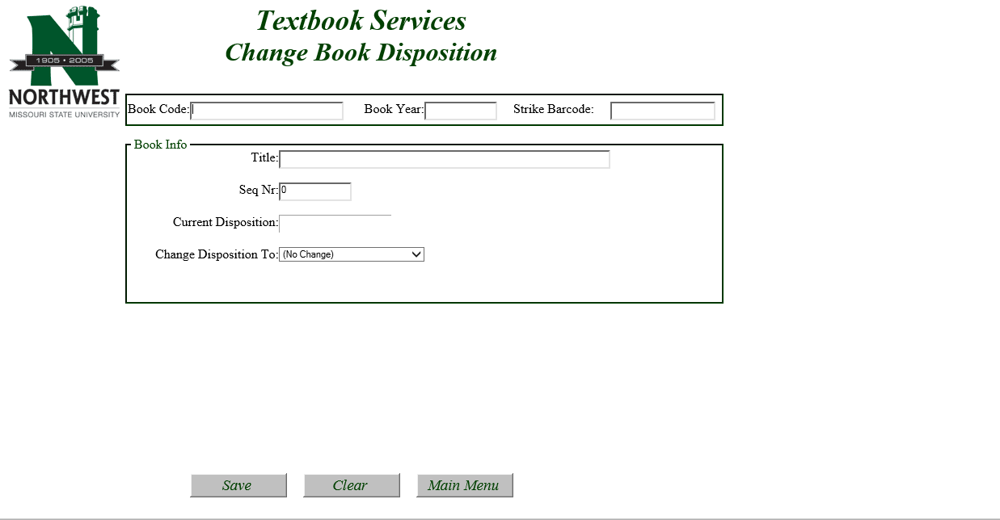 Textbook Services
Change Book Disposition
1905 • 2005
NORTHWEST
MISSOURI STATE UNIVERSITY
Book Code: Book Year: Strike Barcode:
Book Info
Title:
Seq Nr: 0
Current Disposition:
Change Disposition To: (No Change)
Save Clear Main Menu